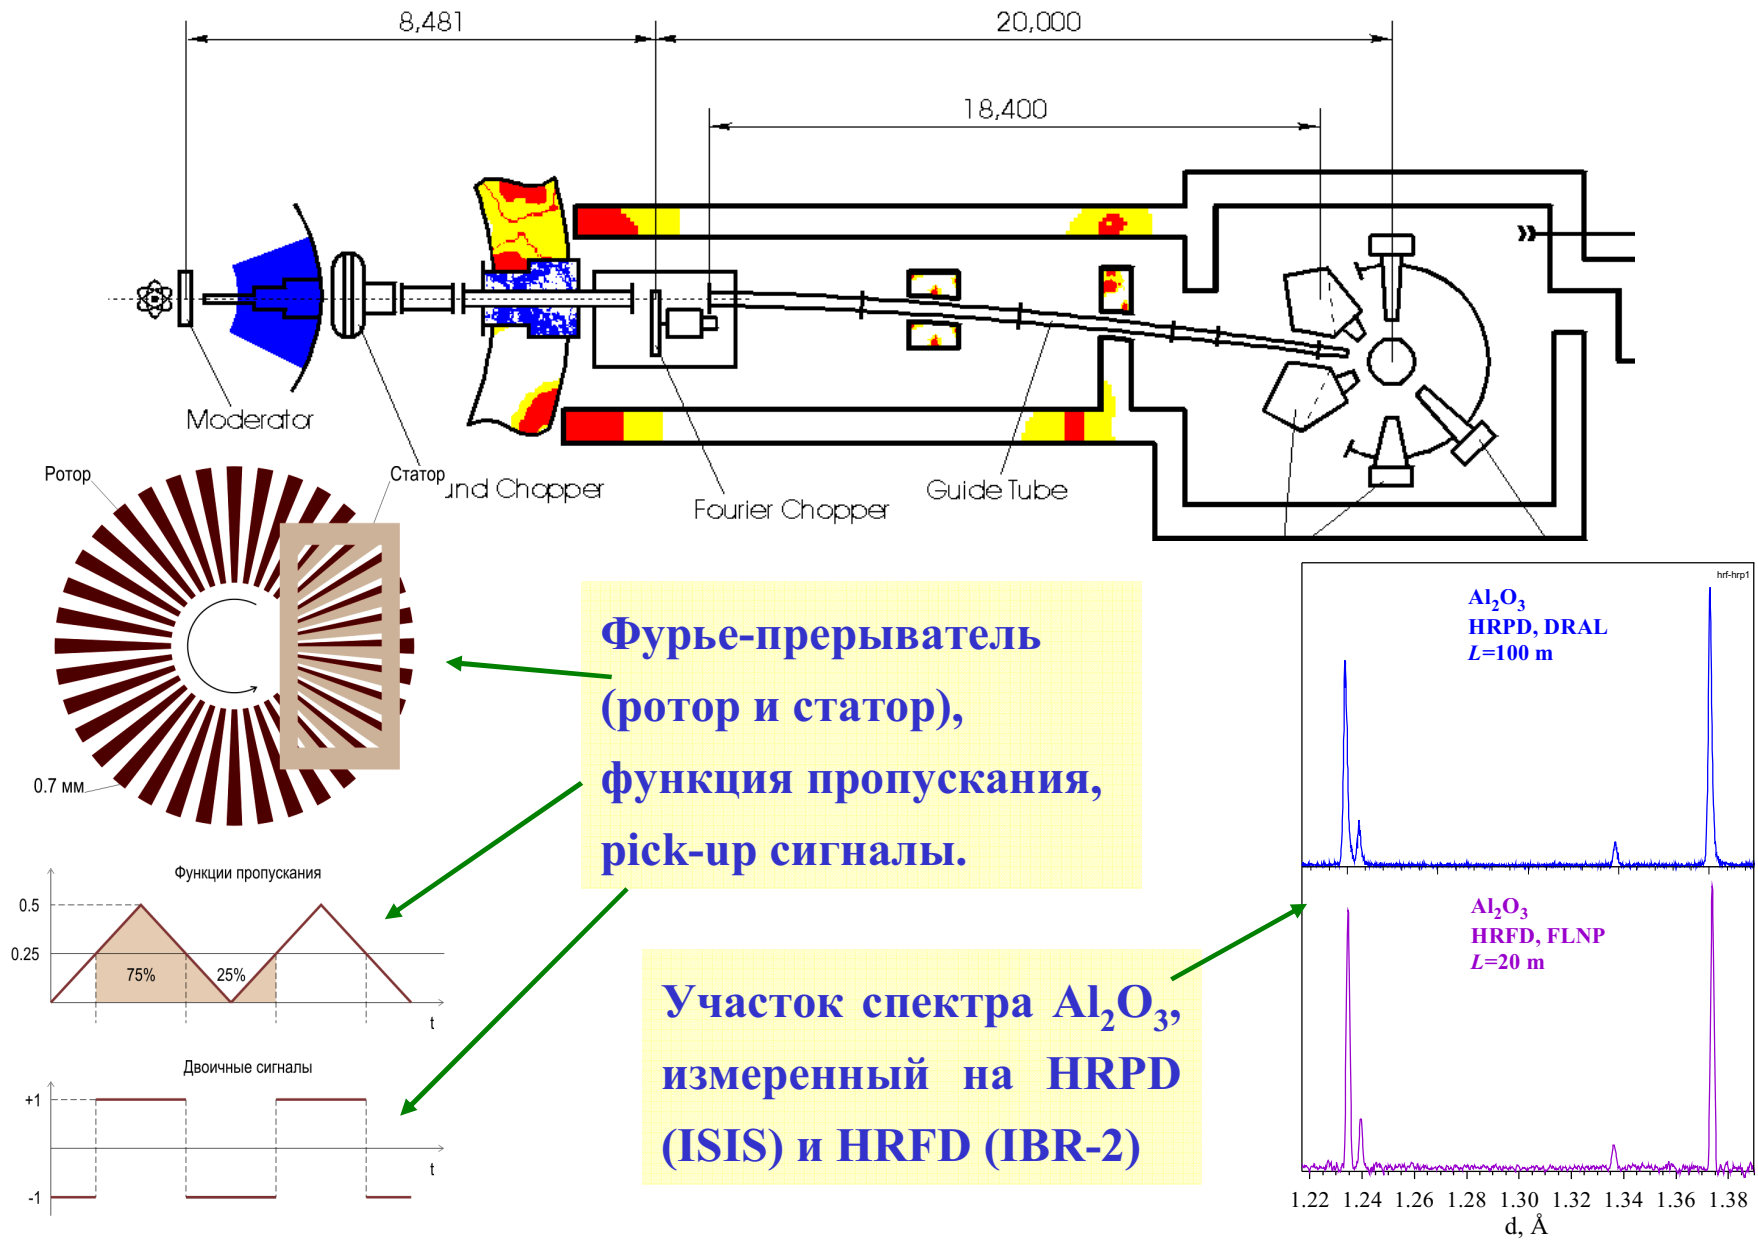 8,481
20,000
18,400
Moderator
Ротор
Статор
und Chopper
Fourier Chopper
Guide Tube
0.7 мм
Фурье-прерыватель
(ротор и статор),
функция пропускания,
pick-up сигналы.
Функции пропускания
0.5
0.25
75%
25%
t
Двоичные сигналы
+1
t
-1
Участок спектра Al₂O₃,
измеренный на HRPD
(ISIS) и HRFD (IBR-2)
hrf-hrp1
Al₂O₃
HRPD, DRAL
L=100 m
Al₂O₃
HRFD, FLNP
L=20 m
1.22 1.24 1.26 1.28 1.30 1.32 1.34 1.36 1.38
d, Å